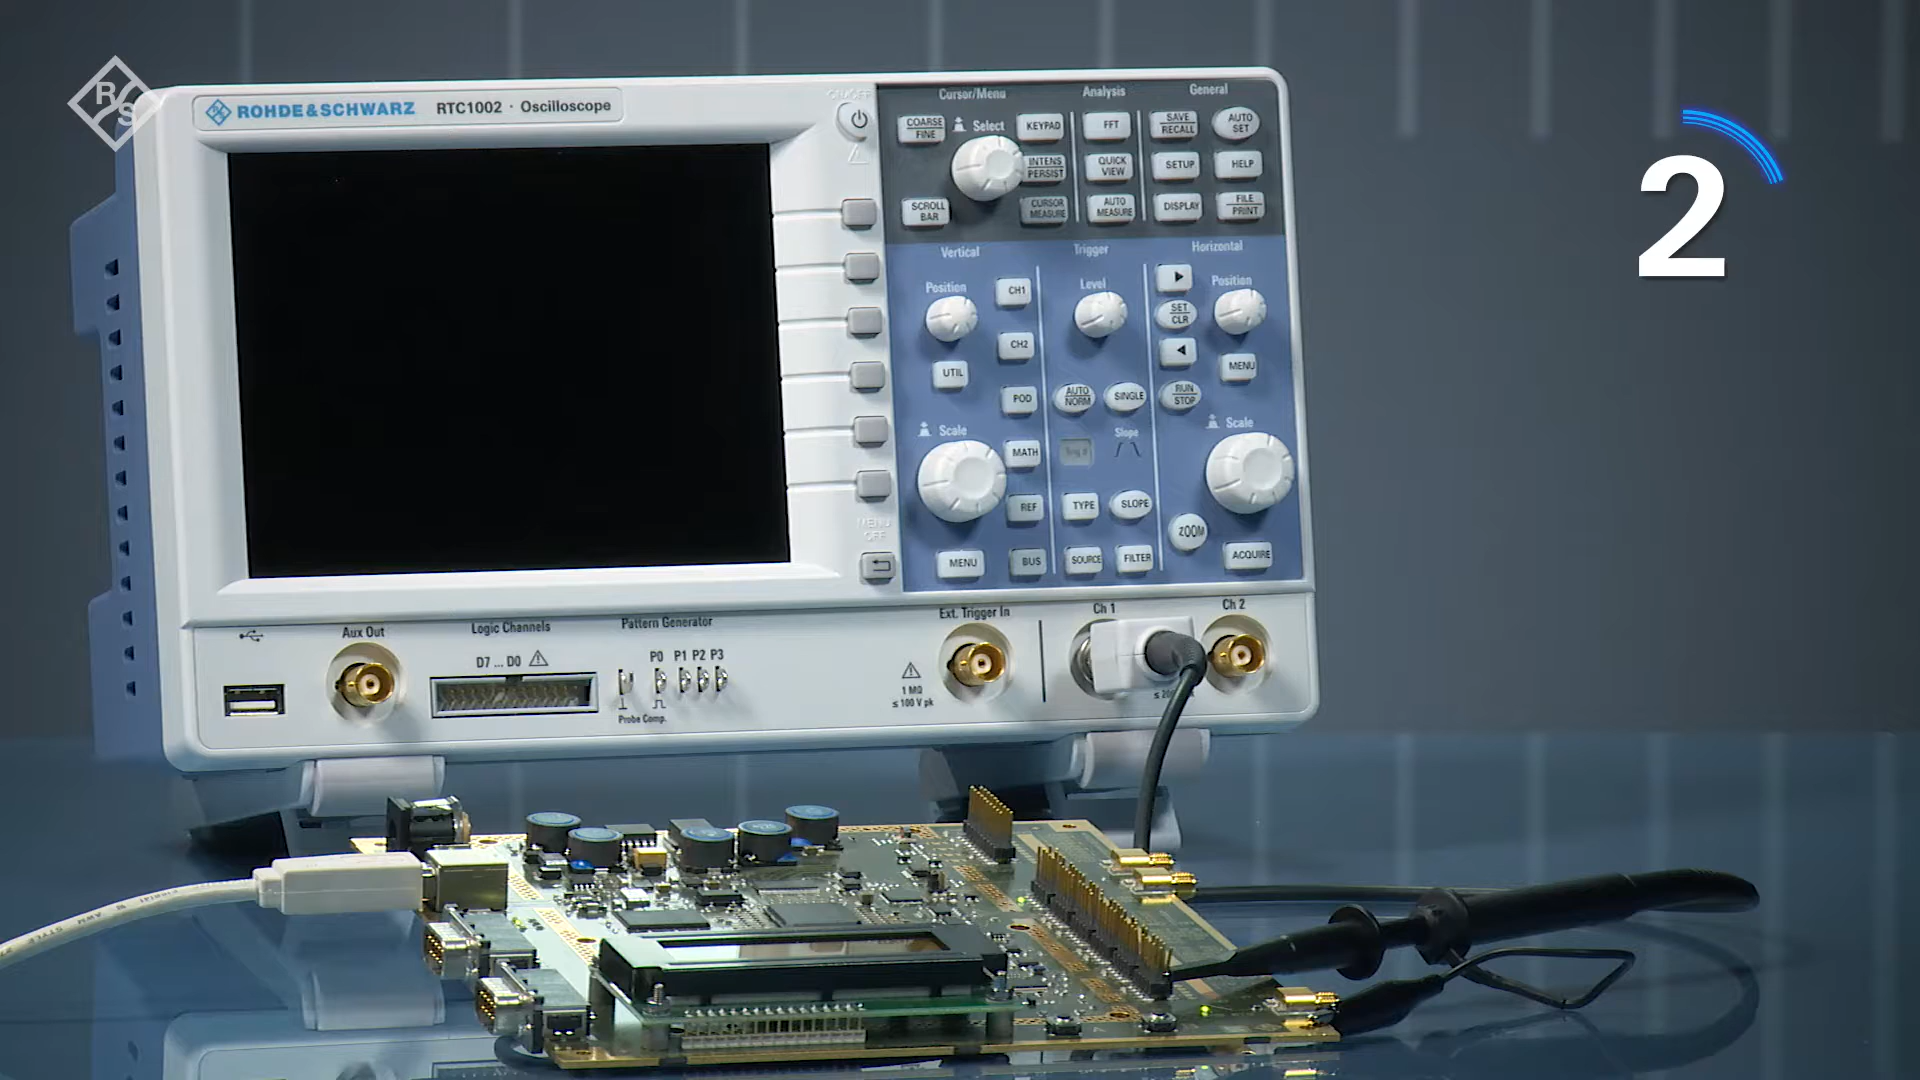 R S
ROHDE&SCHWARZ RTC1002 · Oscilloscope
2
ON/OFF
Cursor/Menu
Analysis
General
COARSE
FINE
Select
KEYPAD
INTENS
PERSIST
SCROLL
BAR
CURSOR
MEASURE
FFT
QUICK
VIEW
AUTO
MEASURE
SAVE
RECALL
AUTO
SET
SETUP
HELP
DISPLAY
FILE
PRINT
Vertical
Trigger
Horizontal
Position
CH1
CH2
UTIL
POD
Scale
MATH
REF
MENU
BUS
Level
AUTO
NORM
SINGLE
Slope
TYPE
SLOPE
SOURCE
FILTER
Position
SET
CLR
MENU
RUN
STOP
Scale
ZOOM
ACQUIRE
MENU
OFF
Aux Out
Logic Channels
D7 ... D0
Pattern Generator
P0 P1 P2 P3
Probe Comp.
Ext. Trigger In
1 MΩ
≤ 100 V pk
Ch 1
Ch 2